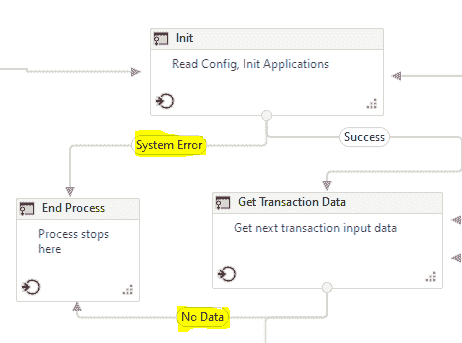 Init
Read Config, Init Applications
System Error
Success
End Process
Process stops
here
Get Transaction Data
Get next transaction input data
No Data